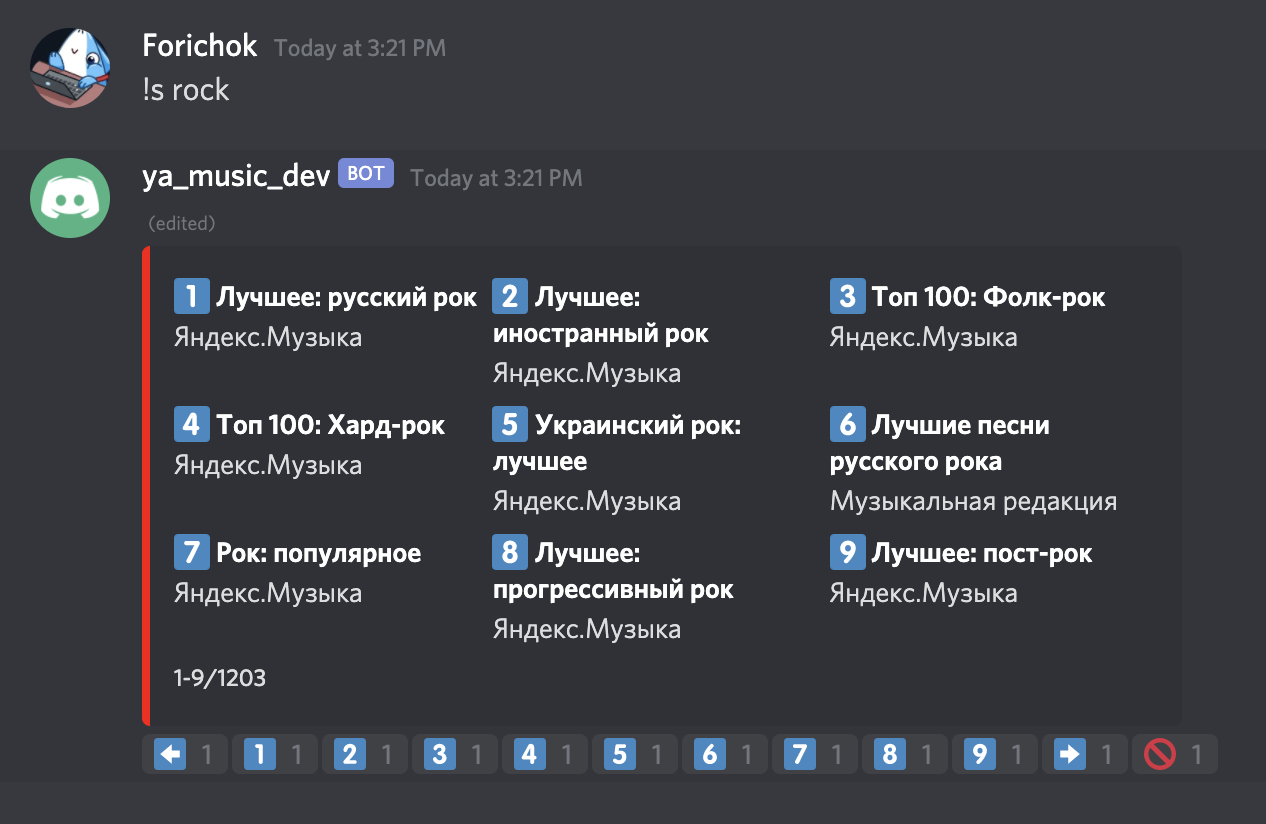 Forichok Today at 3:21 PM
!s rock
ya_music_dev BOT Today at 3:21 PM
(edited)
1 Лучшее: русский рок
Яндекс.Музыка
2 Лучшее:
иностранный рок
Яндекс.Музыка
3 Топ 100: Фолк-рок
Яндекс.Музыка
4 Топ 100: Хард-рок
Яндекс.Музыка
5 Украинский рок:
лучшее
Яндекс.Музыка
6 Лучшие песни
русского рока
Музыкальная редакция
7 Рок: популярное
Яндекс.Музыка
8 Лучшее:
прогрессивный рок
Яндекс.Музыка
9 Лучшее: пост-рок
Яндекс.Музыка
1-9/1203
⬅ 1 1 1 2 1 3 1 4 1 5 1 6 1 7 1 8 1 9 1 ➡ 1 🚫 1